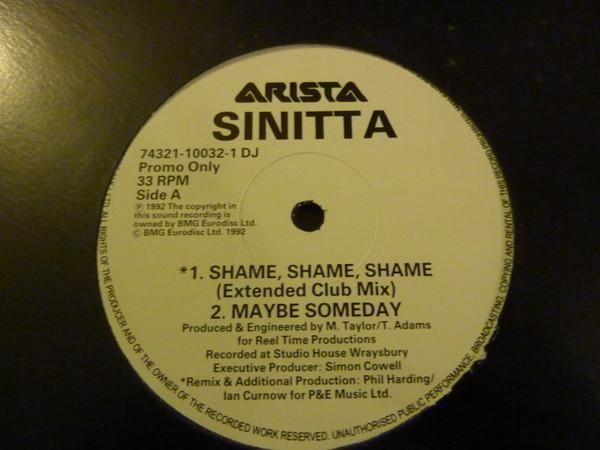 ARISTA
SINITTA
74321-10032-1 DJ
Promo Only
33 RPM
Side A
℗ 1992 The copyright in
this sound recording is
owned by BMG Eurodisc Ltd.
© BMG Eurodisc Ltd. 1992
*1. SHAME, SHAME, SHAME
(Extended Club Mix)
2. MAYBE SOMEDAY
Produced & Engineered by M. Taylor/T. Adams
for Reel Time Productions
Recorded at Studio House Wraysbury
Executive Producer: Simon Cowell
*Remix & Additional Production: Phil Harding/
Ian Curnow for P&E Music Ltd.
LTD. ALL RIGHTS OF THE PRODUCER AND OF THE OWNER OF THE RECORDED WORK RESERVED. UNAUTHORISED PUBLIC PERFORMANCE, BROADCASTING, COPYING AND RENTAL OF THIS RECORD